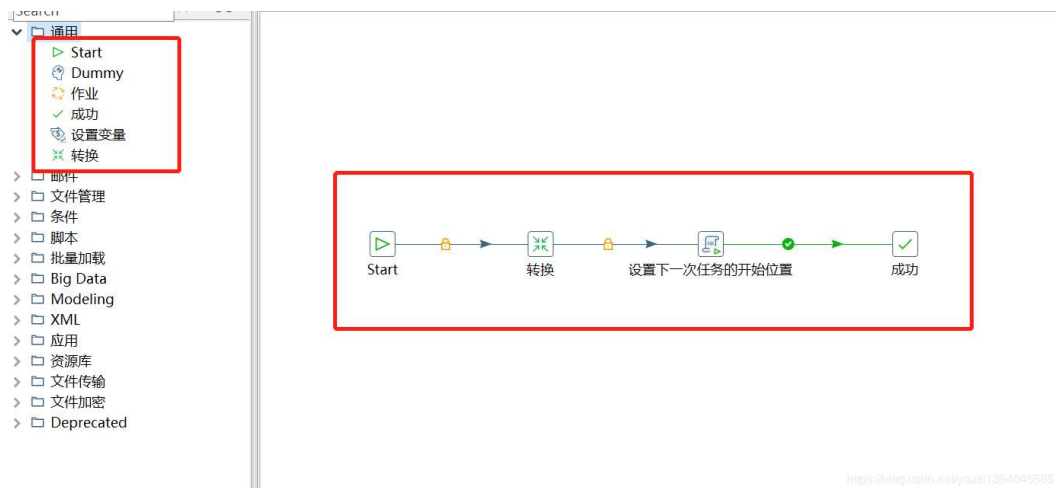 Search
通用
Start
Dummy
作业
成功
设置变量
转换
邮件
文件管理
条件
脚本
批量加载
Big Data
Modeling
XML
应用
资源库
文件传输
文件加密
Deprecated
Start
转换
设置下一次任务的开始位置
成功
https://blog.csdn.net/youzi1394046585